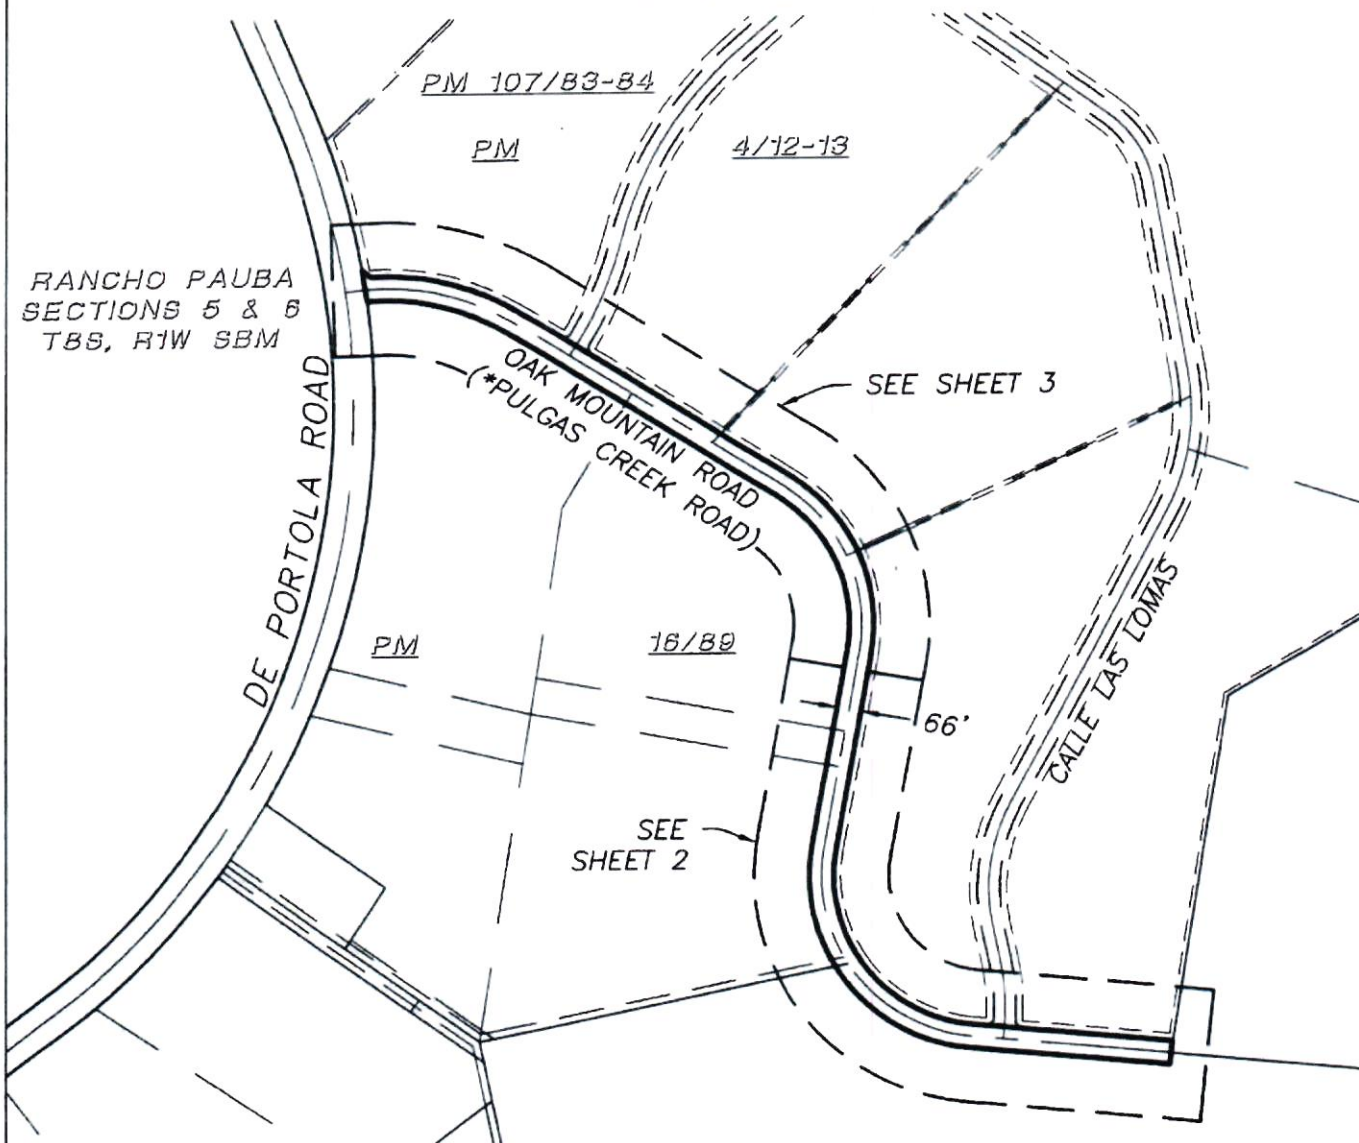 PM 107/83-84
PM
4/12-13
RANCHO PAUBA
SECTIONS 5 & 6
T8S, R1W SBM
SEE SHEET 3
OAK MOUNTAIN ROAD
(*PULGAS CREEK ROAD)
DE PORTOLA ROAD
PM
16/89
66'
CALLE LAS LOMAS
SEE
SHEET 2